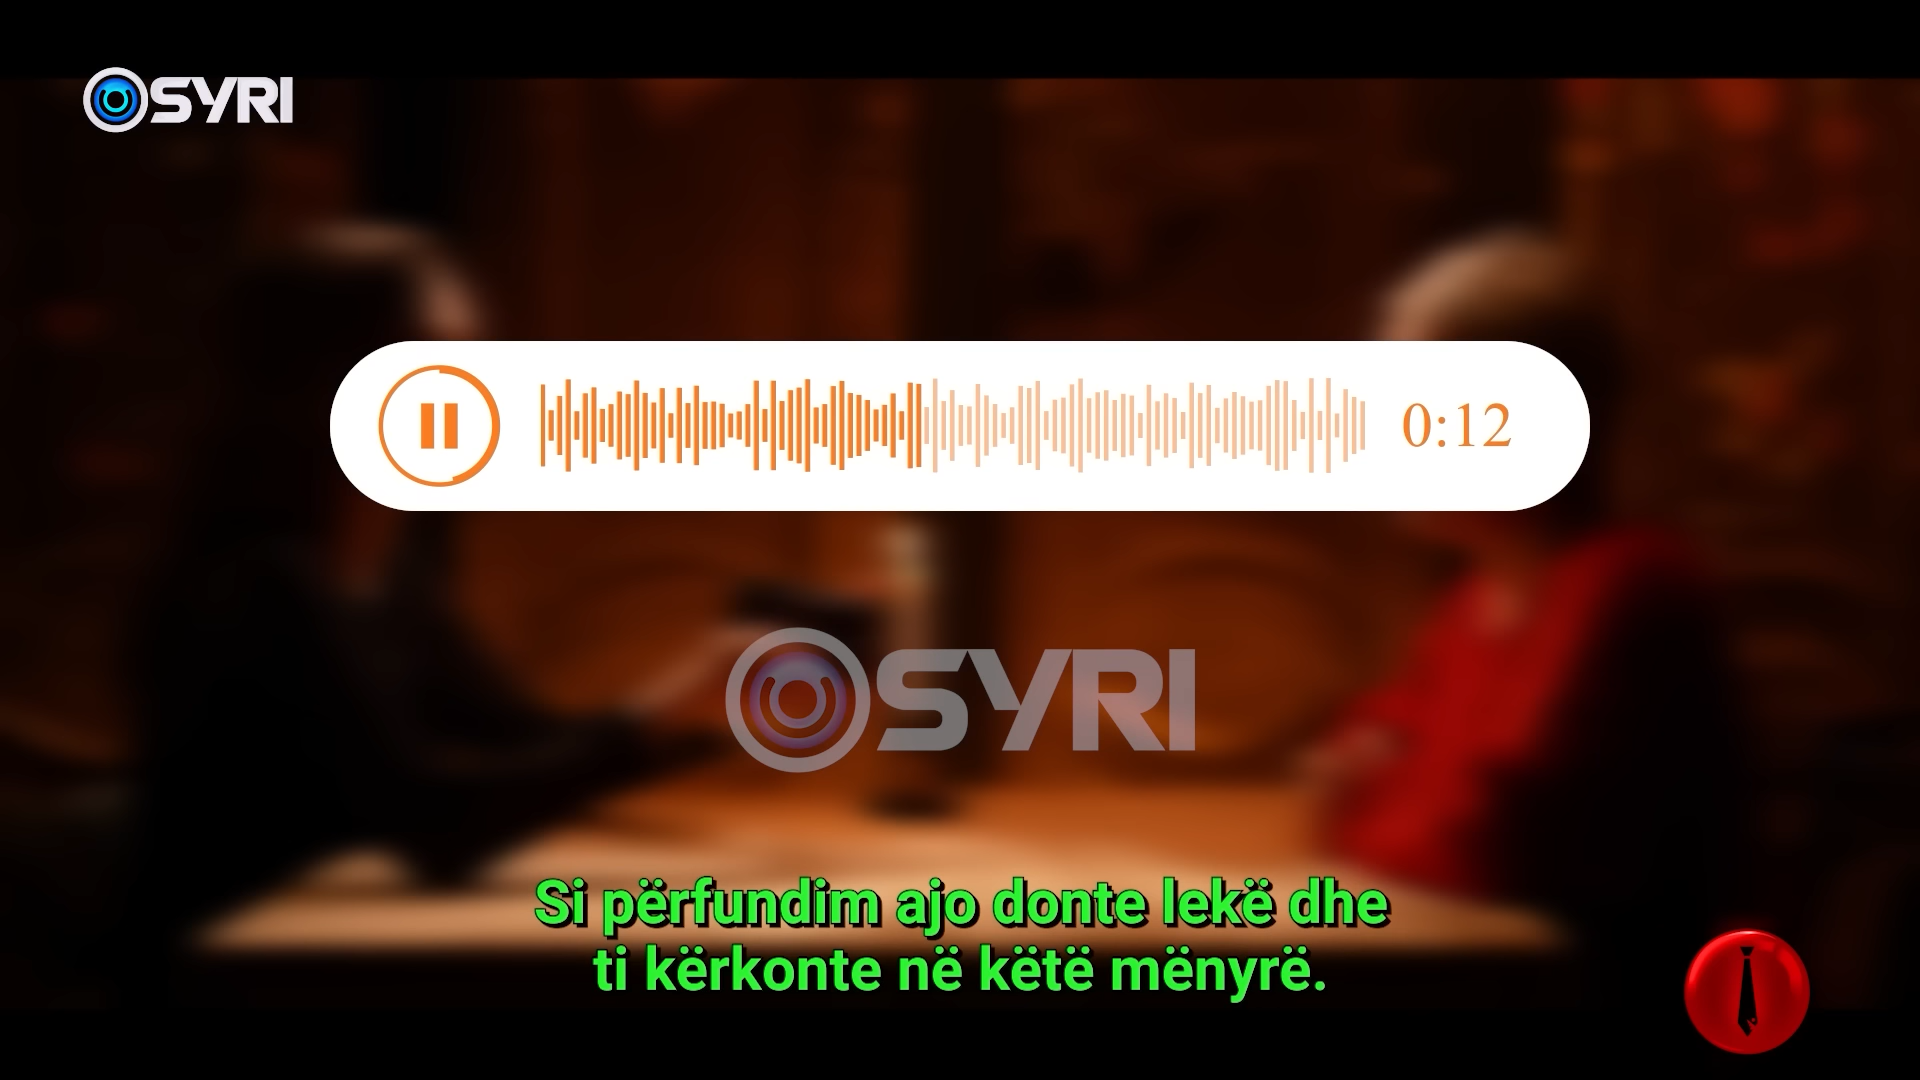 SYRI
0:12
SYRI
Si përfundim ajo donte lekë dhe
ti kërkonte në këtë mënyrë.